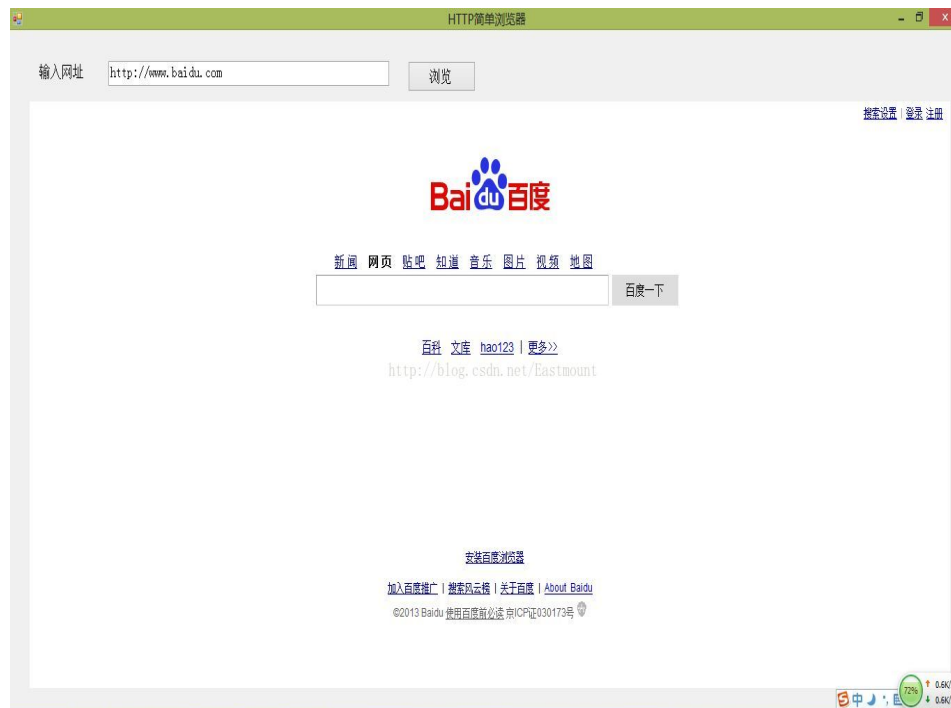 HTTP简单浏览器
输入网址 http://www.baidu.com 浏览
搜索设置 | 登录 注册
Bai du 百度
新闻 网页 贴吧 知道 音乐 图片 视频 地图
百度一下
百科 文库 hao123 | 更多>>
http://blog.csdn.net/Eastmount
安装百度浏览器
加入百度推广 | 搜索风云榜 | 关于百度 | About Baidu
©2013 Baidu 使用百度前必读 京ICP证030173号
72% ↑ 0.6K/
S 中 ↓ 0.6K/